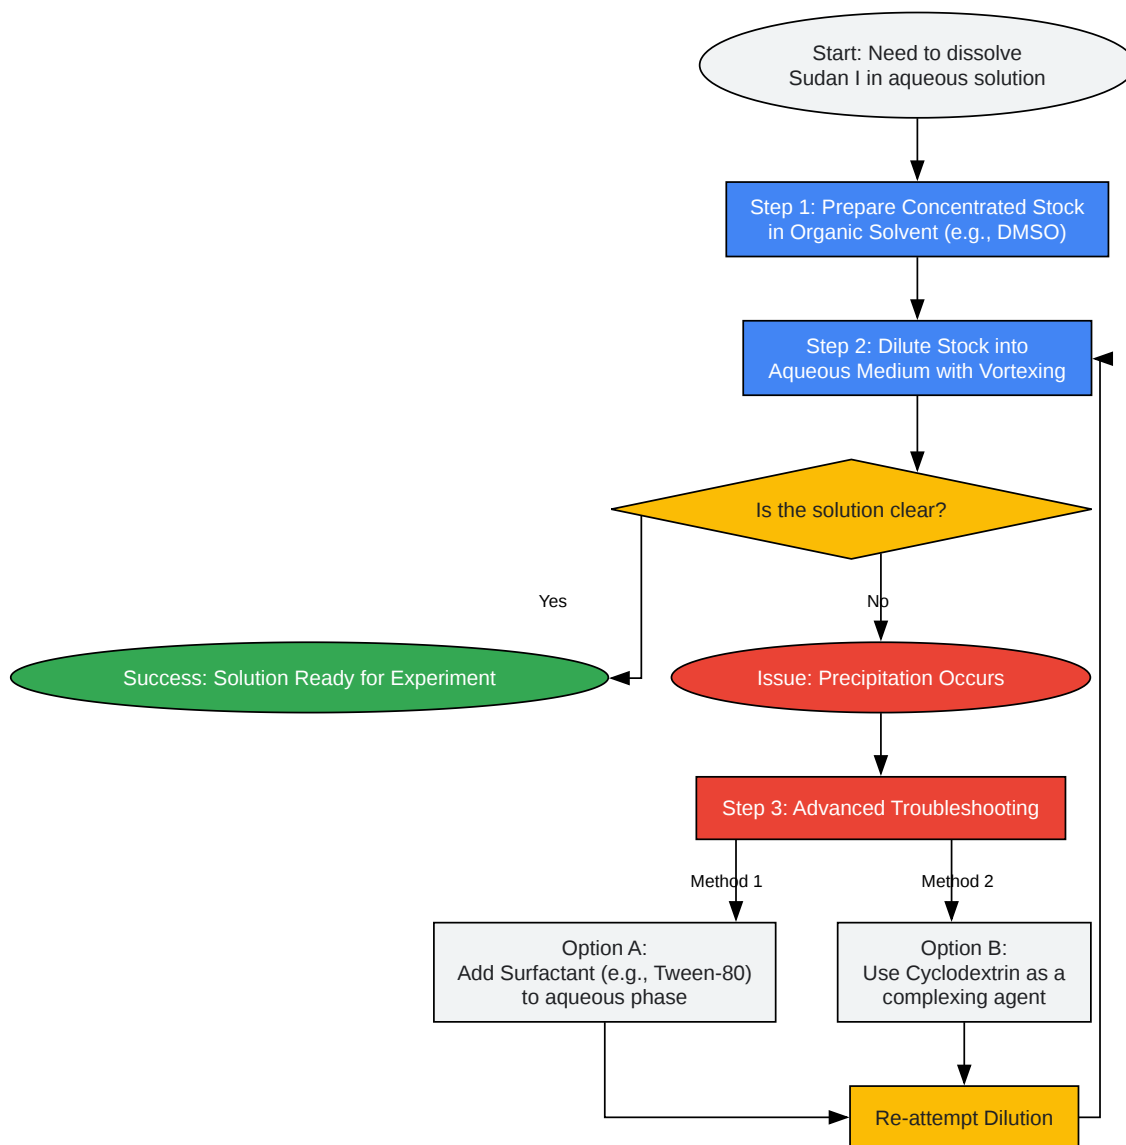 Start: Need to dissolve
Sudan I in aqueous solution
Step 1: Prepare Concentrated Stock
in Organic Solvent (e.g., DMSO)
Step 2: Dilute Stock into
Aqueous Medium with Vortexing
Is the solution clear?
Yes
No
Success: Solution Ready for Experiment
Issue: Precipitation Occurs
Step 3: Advanced Troubleshooting
Method 1
Method 2
Option A:
Add Surfactant (e.g., Tween-80)
to aqueous phase
Option B:
Use Cyclodextrin as a
complexing agent
Re-attempt Dilution